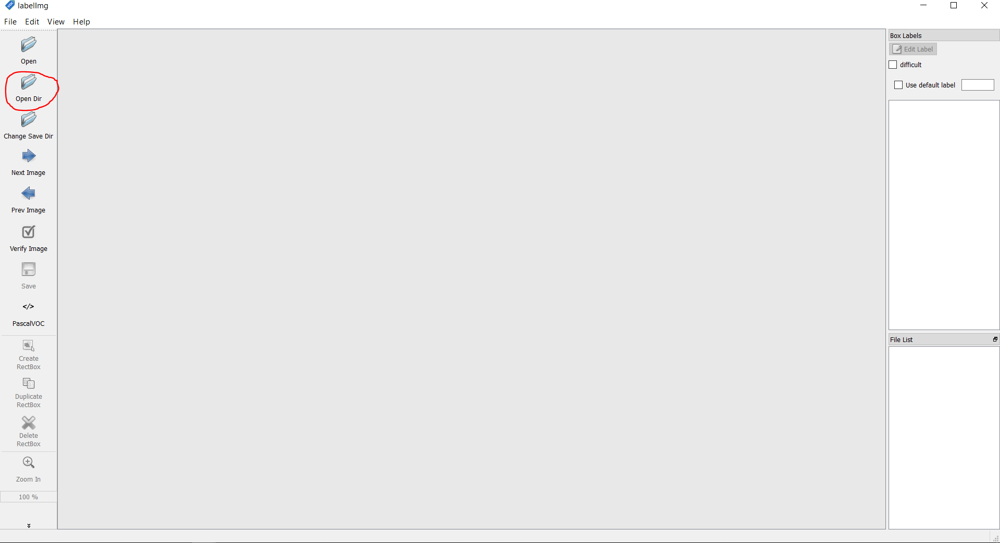 labelImg
File Edit View Help
Open
Open Dir
Change Save Dir
Next Image
Prev Image
Verify Image
Save
</>
PascalVOC
Create
RectBox
Duplicate
RectBox
Delete
RectBox
Zoom In
100 %
Box Labels
Edit Label
difficult
Use default label
File List